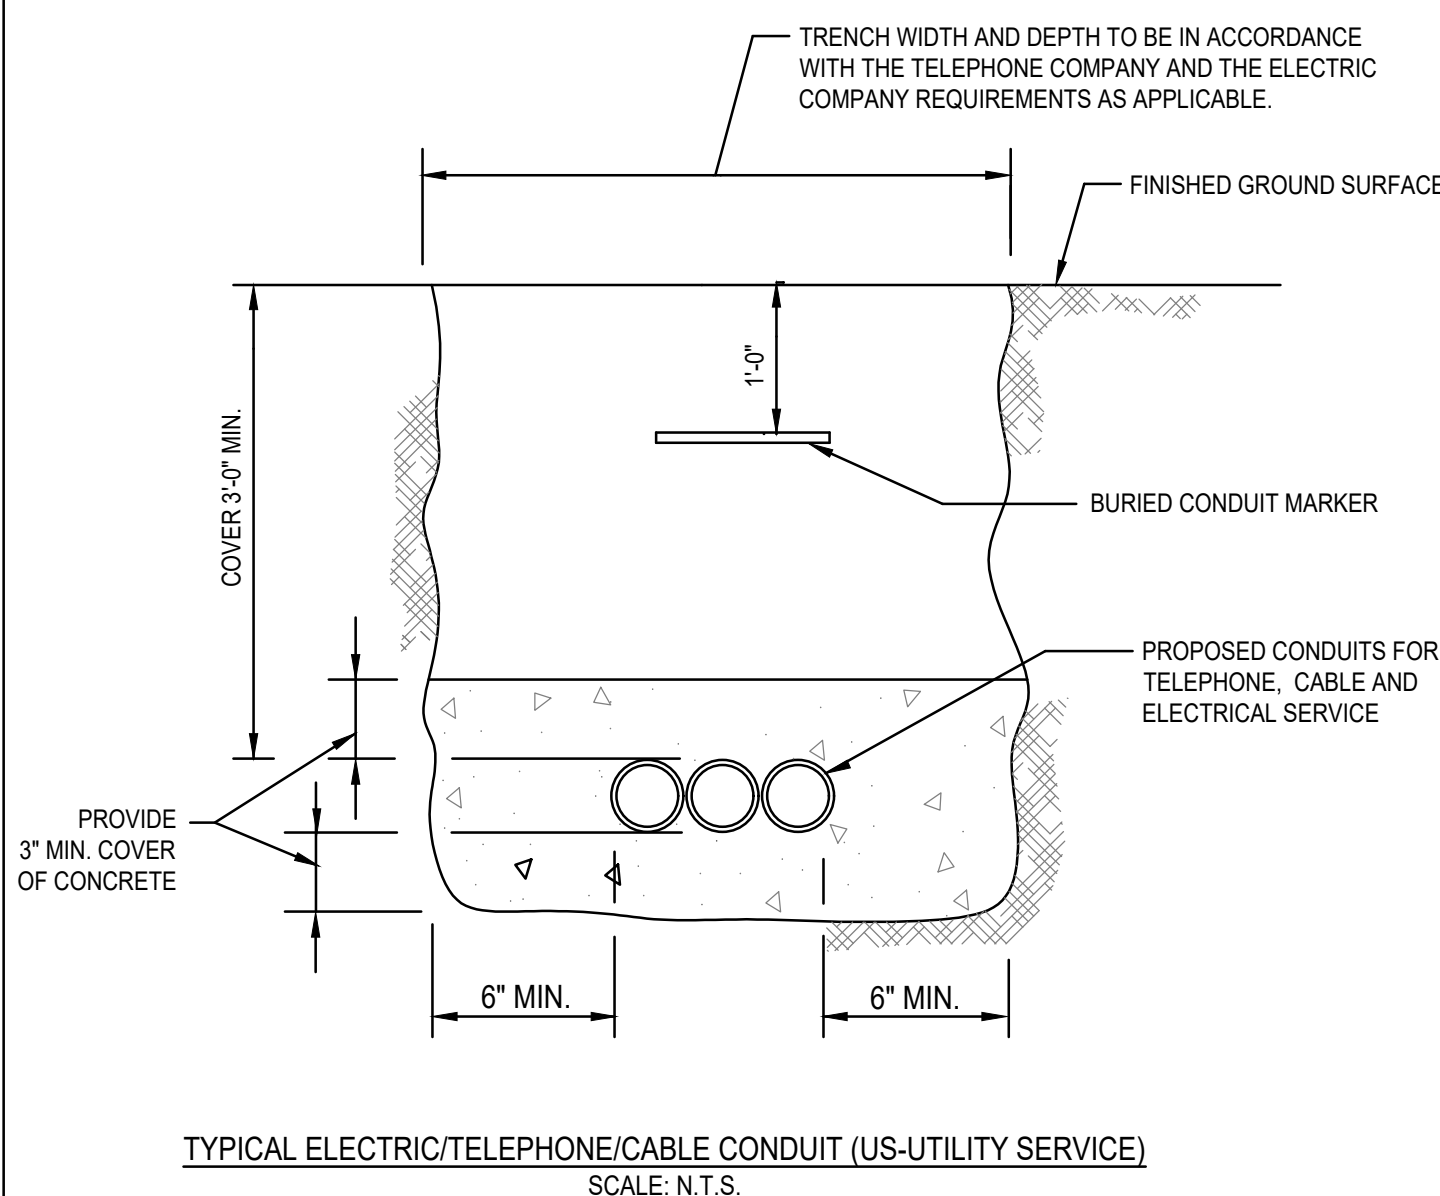 TRENCH WIDTH AND DEPTH TO BE IN ACCORDANCE
WITH THE TELEPHONE COMPANY AND THE ELECTRIC
COMPANY REQUIREMENTS AS APPLICABLE.
FINISHED GROUND SURFACE
1'-0"
COVER 3'-0" MIN.
BURIED CONDUIT MARKER
PROPOSED CONDUITS FOR
TELEPHONE, CABLE AND
ELECTRICAL SERVICE
PROVIDE
3" MIN. COVER
OF CONCRETE
6" MIN.
6" MIN.
TYPICAL ELECTRIC/TELEPHONE/CABLE CONDUIT (US-UTILITY SERVICE)
SCALE: N.T.S.